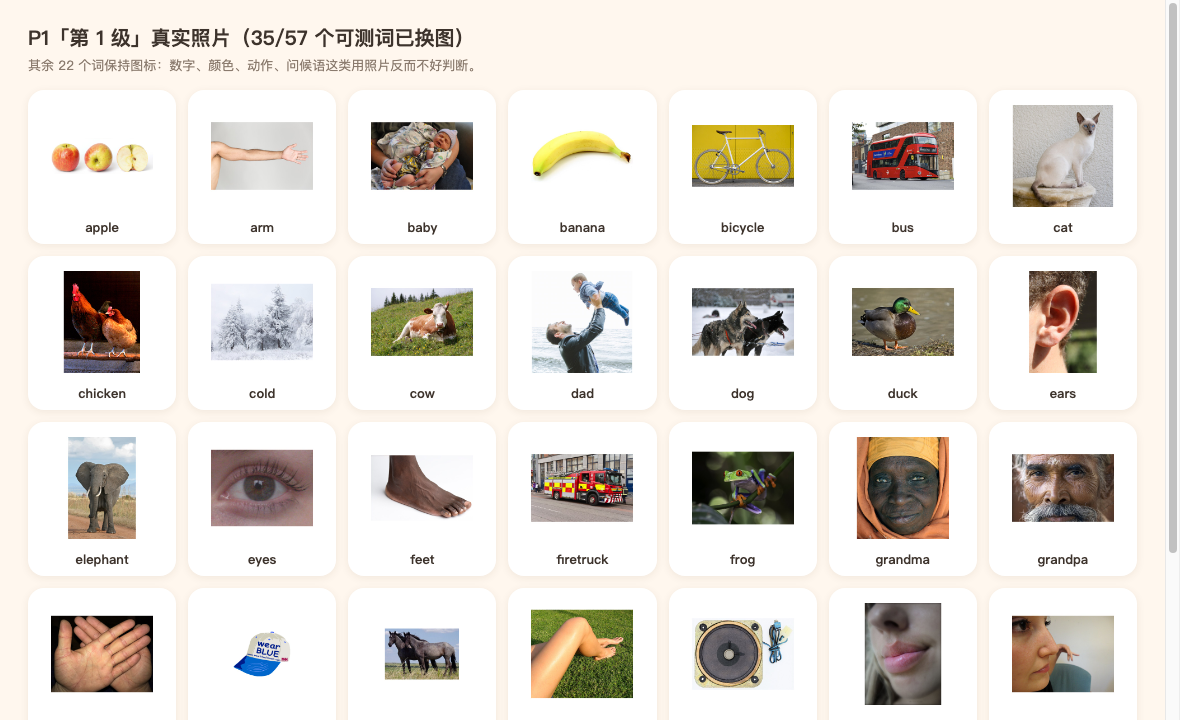 P1「第 1 级」真实照片（35/57 个可测词已换图）
其余 22 个词保持图标：数字、颜色、动作、问候语这类用照片反而不好判断。
apple
arm
baby
banana
bicycle
bus
cat
chicken
cold
cow
dad
dog
duck
ears
elephant
eyes
feet
firetruck
frog
grandma
grandpa
wear
BLUE